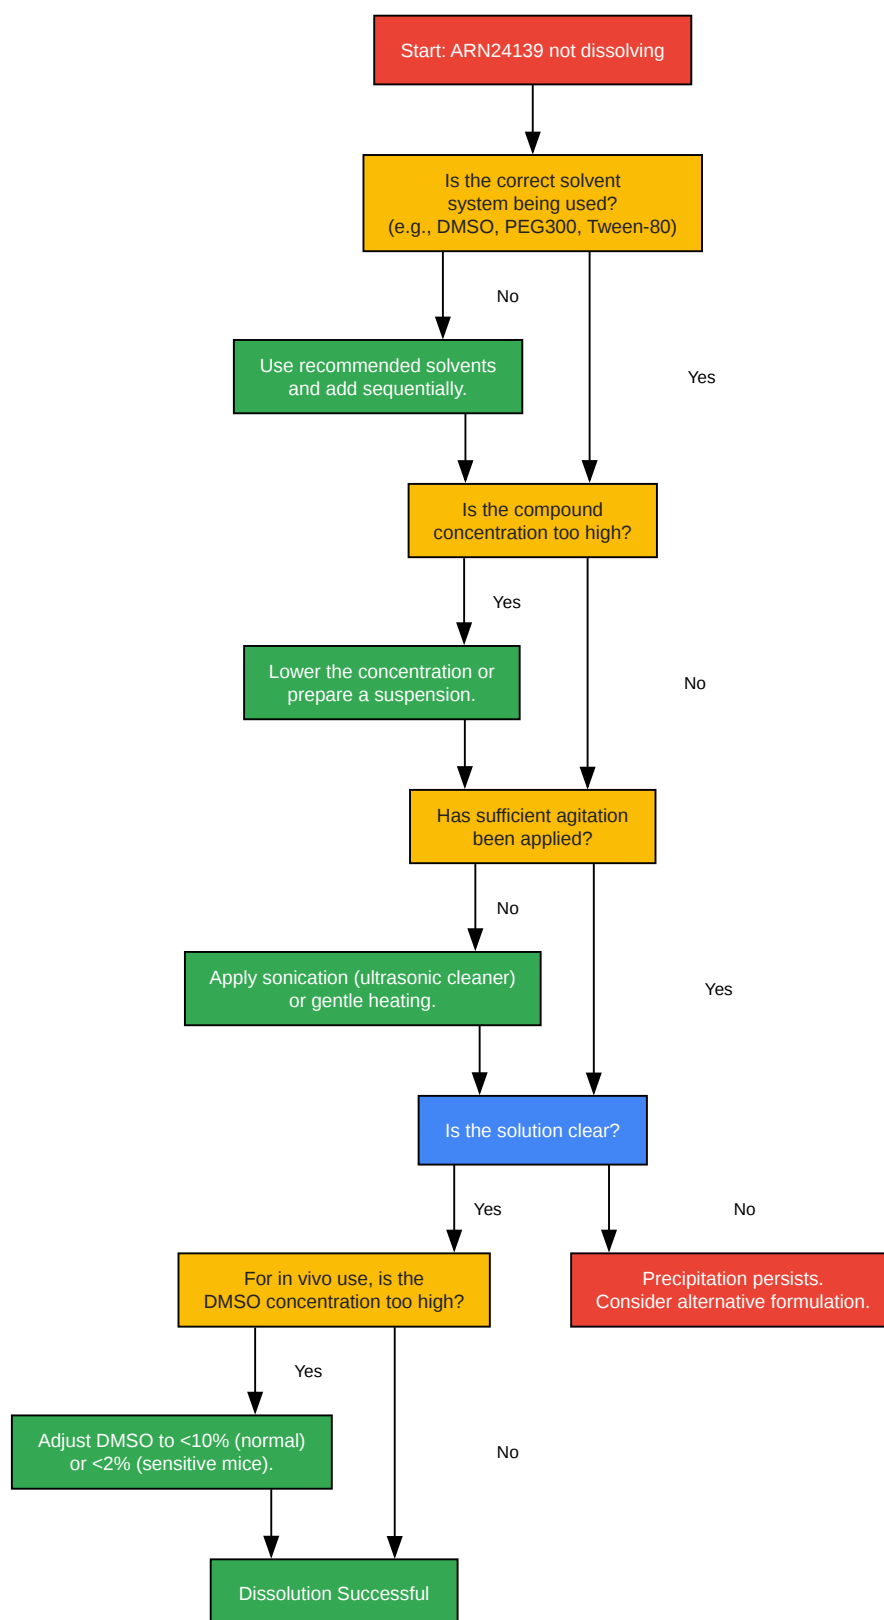 Start: ARN24139 not dissolving
Is the correct solvent
system being used?
(e.g., DMSO, PEG300, Tween-80)
No
Use recommended solvents
and add sequentially.
Yes
Is the compound
concentration too high?
Yes
Lower the concentration or
prepare a suspension.
No
Has sufficient agitation
been applied?
No
Apply sonication (ultrasonic cleaner)
or gentle heating.
Yes
Is the solution clear?
Yes
No
For in vivo use, is the
DMSO concentration too high?
Precipitation persists.
Consider alternative formulation.
Yes
Adjust DMSO to <10% (normal)
or <2% (sensitive mice).
No
Dissolution Successful